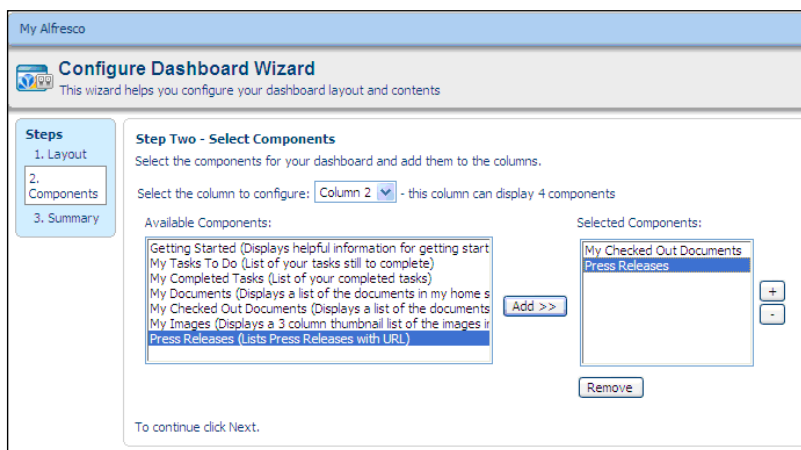 My Alfresco
Configure Dashboard Wizard
This wizard helps you configure your dashboard layout and contents
Steps
1. Layout
2.
Components
3. Summary
Step Two - Select Components
Select the components for your dashboard and add them to the columns.
Select the column to configure: Column 2 - this column can display 4 components
Available Components:
Getting Started (Displays helpful information for getting start
My Tasks To Do (List of your tasks still to complete)
My Completed Tasks (List of your completed tasks)
My Documents (Displays a list of the documents in my home s
My Checked Out Documents (Displays a list of the documents
My Images (Displays a 3 column thumbnail list of the images i
Press Releases (Lists Press Releases with URL)
Add >>
Selected Components:
My Checked Out Documents
Press Releases
+
-
Remove
To continue click Next.